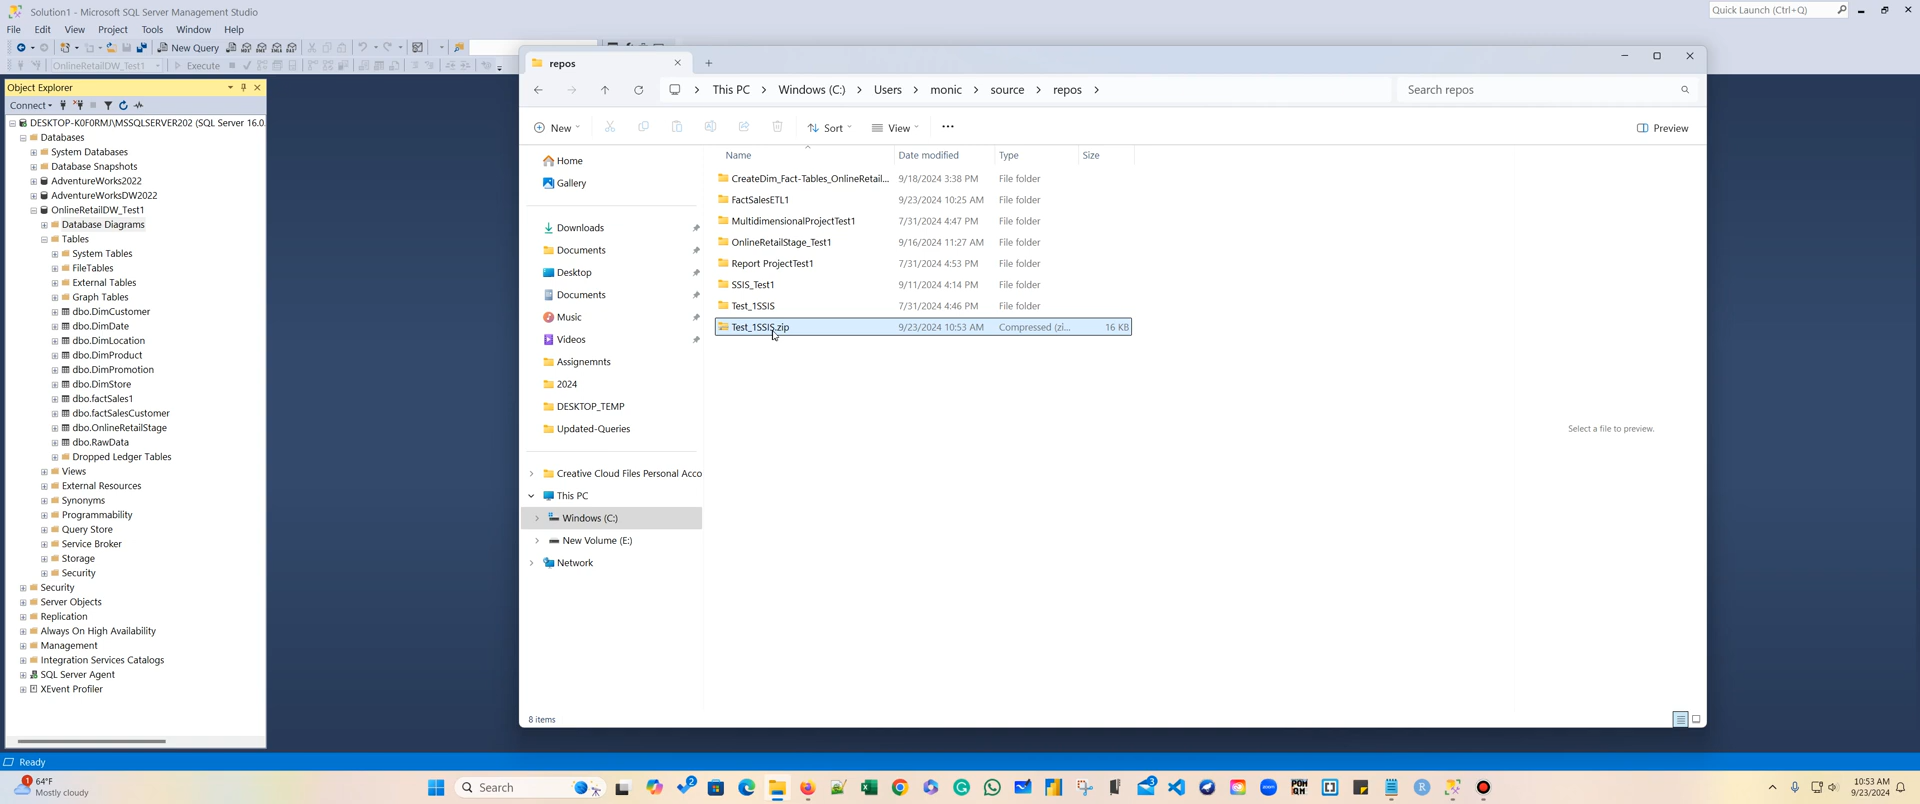 Solution1 - Microsoft SQL Server Management Studio
Quick Launch (Ctrl+Q)
File Edit View Project Tools Window Help
New Query
OnlineRetailDW_Test1 Execute
Object Explorer
Connect
DESKTOP-K0F0RMJ\MSSQLSERVER202 (SQL Server 16.0.
Databases
System Databases
Database Snapshots
AdventureWorks2022
AdventureWorksDW2022
OnlineRetailDW_Test1
Database Diagrams
Tables
System Tables
FileTables
External Tables
Graph Tables
dbo.DimCustomer
dbo.DimDate
dbo.DimLocation
dbo.DimProduct
dbo.DimPromotion
dbo.DimStore
dbo.factSales1
dbo.factSalesCustomer
dbo.OnlineRetailStage
dbo.RawData
Dropped Ledger Tables
Views
External Resources
Synonyms
Programmability
Query Store
Service Broker
Storage
Security
Security
Server Objects
Replication
Always On High Availability
Management
Integration Services Catalogs
SQL Server Agent
XEvent Profiler
repos
This PC > Windows (C:) > Users > monic > source > repos >
Search repos
New Sort View ... Preview
Home
Gallery
Downloads
Documents
Desktop
Documents
Music
Videos
Assignemnts
2024
DESKTOP_TEMP
Updated-Queries
Creative Cloud Files Personal Acco
This PC
Windows (C:)
New Volume (E:)
Network
Name Date modified Type Size
CreateDim_Fact-Tables_OnlineRetail... 9/18/2024 3:38 PM File folder
FactSalesETL1 9/23/2024 10:25 AM File folder
MultidimensionalProjectTest1 7/31/2024 4:47 PM File folder
OnlineRetailStage_Test1 9/16/2024 11:27 AM File folder
Report ProjectTest1 7/31/2024 4:53 PM File folder
SSIS_Test1 9/11/2024 4:14 PM File folder
Test_1SSIS 7/31/2024 4:46 PM File folder
Test_1SSIS.zip 9/23/2024 10:53 AM Compressed (zi... 16 KB
Select a file to preview.
8 items
Ready
1 64°F
Mostly cloudy
Search
2
3
zoom
10:53 AM
9/23/2024